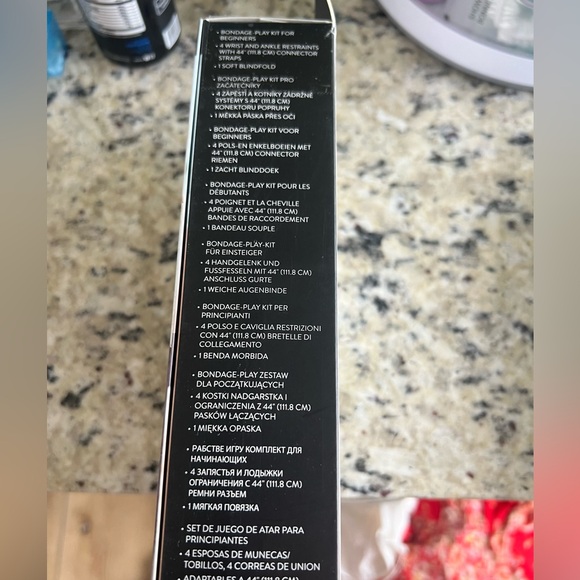 • BONDAGE-PLAY KIT FOR
BEGINNERS
• 4 WRIST AND ANKLE RESTRAINTS
WITH 44" (111.8 CM) CONNECTOR
STRAPS
• 1 SOFT BLINDFOLD
• BONDAGE-PLAY KIT PRO
ZAČÁTEČNÍKY
• 4 ZÁPĚSTÍ A KOTNÍKY ZÁDRŽNÉ
SYSTÉMY S 44" (111.8 CM)
KONEKTORU POPRUHY
• 1 MĚKKÁ PÁSKA PŘES OČI
• BONDAGE-PLAY KIT VOOR
BEGINNERS
• 4 POLS-EN ENKELBOEIEN MET
44" (111.8 CM) CONNECTOR
RIEMEN
• 1 ZACHT BLINDDOEK
• BONDAGE-PLAY KIT POUR LES
DÉBUTANTS
• 4 POIGNET ET LA CHEVILLE
APPUIE AVEC 44" (111.8 CM)
BANDES DE RACCORDEMENT
• 1 BANDEAU SOUPLE
• BONDAGE-PLAY-KIT
FÜR EINSTEIGER
• 4 HANDGELENK UND
FUSSFESSELN MIT 44" (111.8 CM)
ANSCHLUSS GURTE
• 1 WEICHE AUGENBINDE
• BONDAGE-PLAY KIT PER
PRINCIPIANTI
• 4 POLSO E CAVIGLIA RESTRIZIONI
CON 44" (111.8 CM) BRETELLE DI
COLLEGAMENTO
• 1 BENDA MORBIDA
• BONDAGE-PLAY ZESTAW
DLA POCZĄTKUJĄCYCH
• 4 KOSTKI NADGARSTKA I
OGRANICZENIA Z 44" (111.8 CM)
PASKÓW ŁĄCZĄCYCH
• 1 MIĘKKA OPASKA
• РАБСТВЕ ИГРУ КОМПЛЕКТ ДЛЯ
НАЧИНАЮЩИХ
• 4 ЗАПЯСТЬЯ И ЛОДЫЖКИ
ОГРАНИЧЕНИЯ С 44" (111.8 CM)
РЕМНИ РАЗЪЕМ
• 1 МЯГКАЯ ПОВЯЗКА
• SET DE JUEGO DE ATAR PARA
PRINCIPIANTES
• 4 ESPOSAS DE MUNECAS/
TOBILLOS, 4 CORREAS DE UNION
• ADAPTABLES A 44" (111.8 CM)